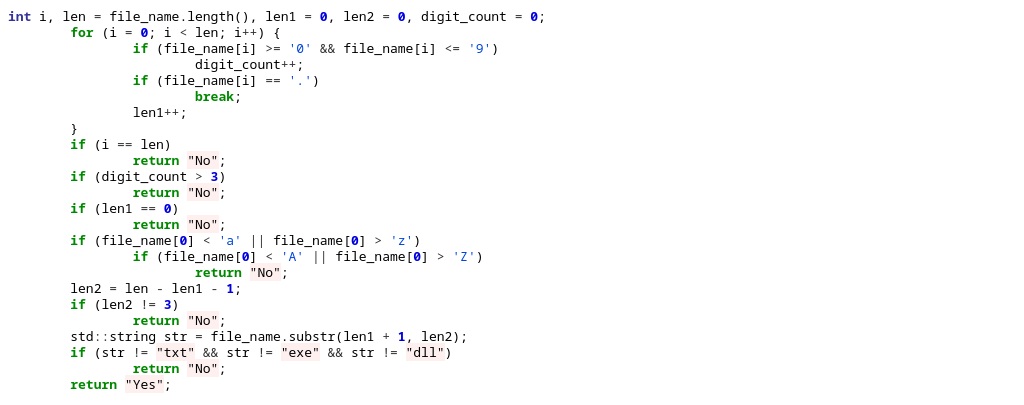 int i, len = file_name.length(), len1 = 0, len2 = 0, digit_count = 0;
        for (i = 0; i < len; i++) {
                if (file_name[i] >= '0' && file_name[i] <= '9')
                        digit_count++;
                if (file_name[i] == '.')
                        break;
                len1++;
        }
        if (i == len)
                return "No";
        if (digit_count > 3)
                return "No";
        if (len1 == 0)
                return "No";
        if (file_name[0] < 'a' || file_name[0] > 'z')
                if (file_name[0] < 'A' || file_name[0] > 'Z')
                        return "No";
        len2 = len - len1 - 1;
        if (len2 != 3)
                return "No";
        std::string str = file_name.substr(len1 + 1, len2);
        if (str != "txt" && str != "exe" && str != "dll")
                return "No";
        return "Yes";